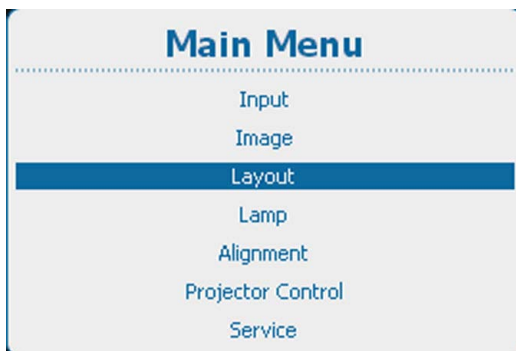 Main Menu
Input
Image
Layout
Lamp
Alignment
Projector Control
Service